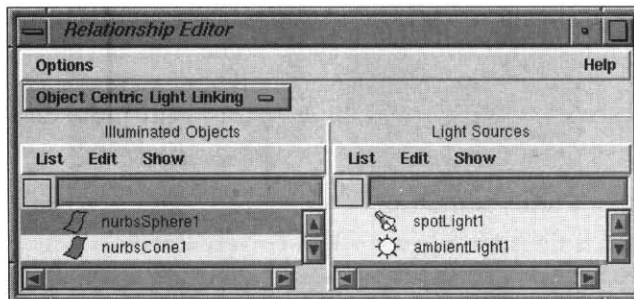 Relationship Editor
Options Help
Object Centric Light Linking
Illuminated Objects Light Sources
List Edit Show List Edit Show
nurbsSphere1 spotLight1
nurbsCone1 ambientLight1